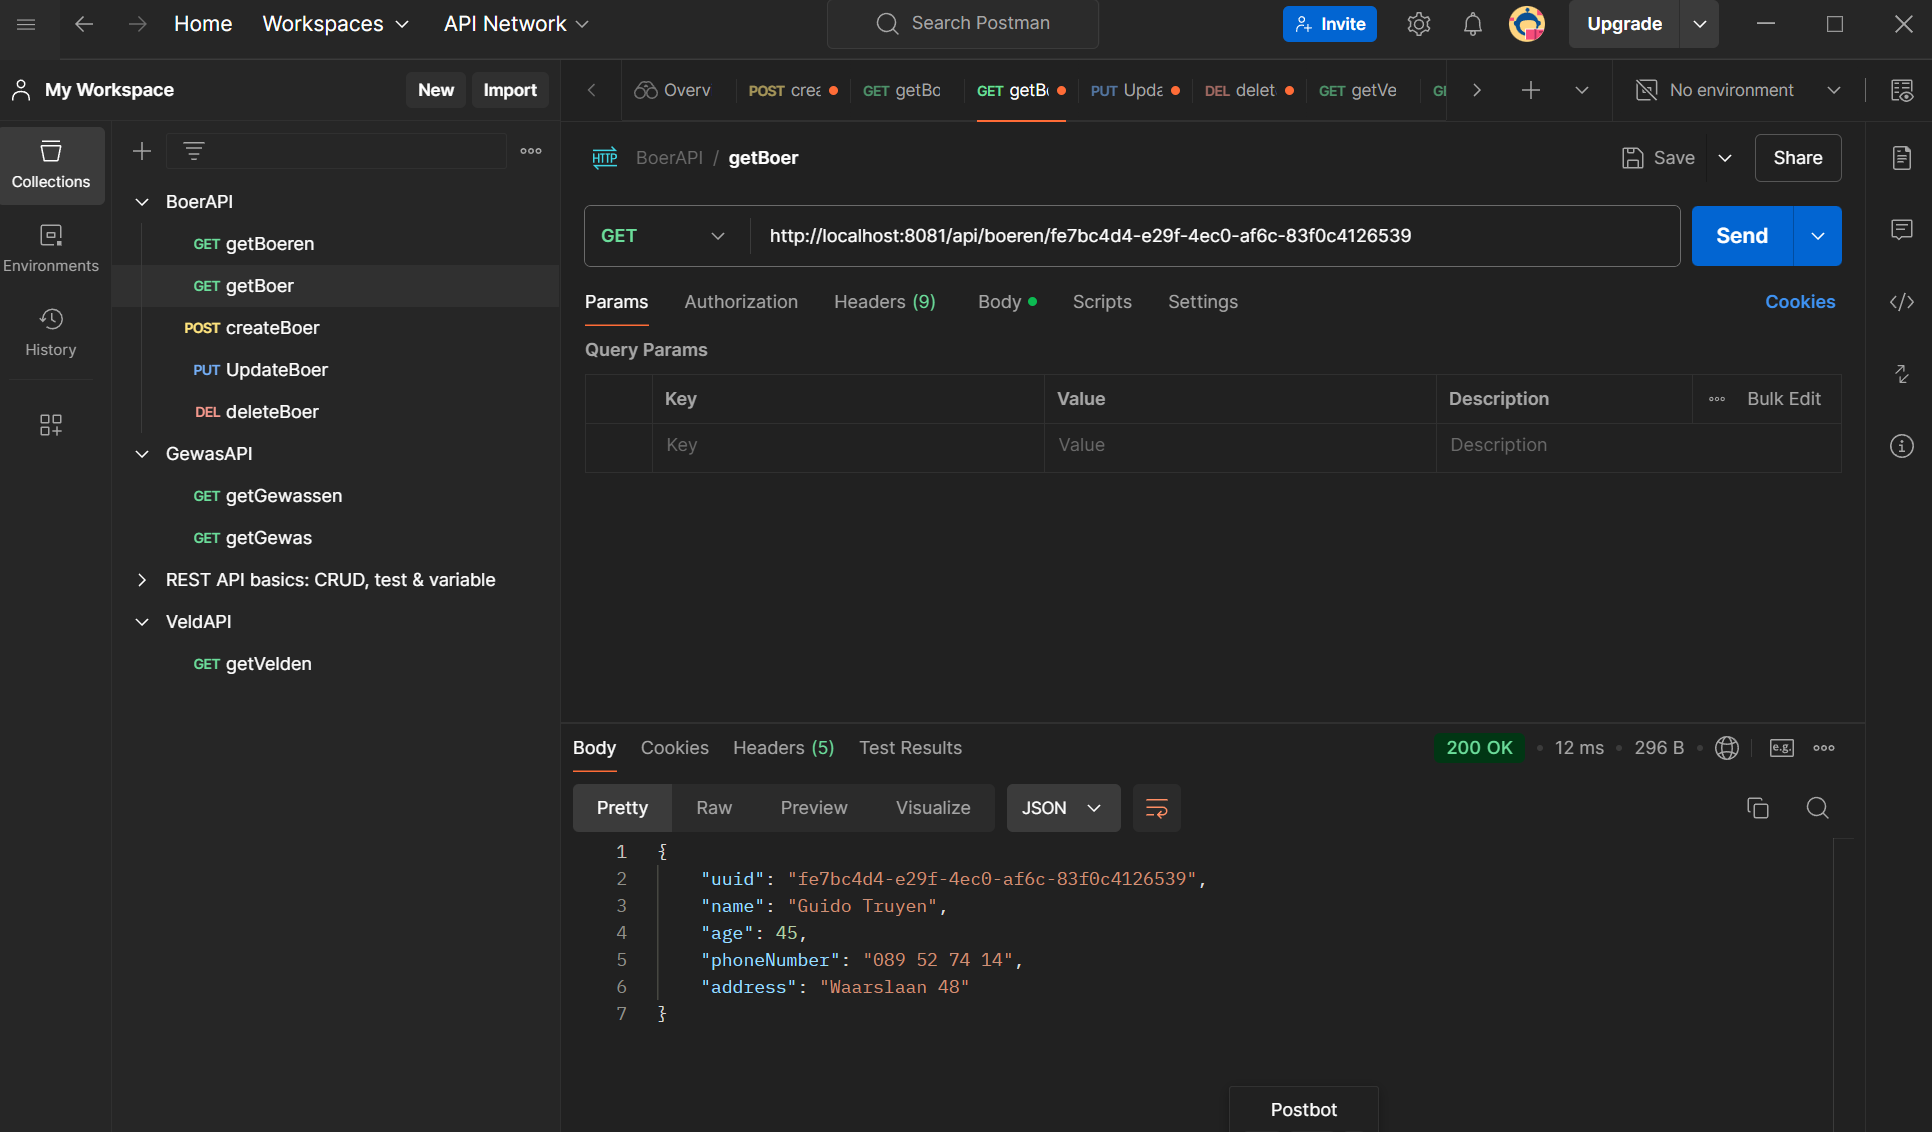 Home Workspaces API Network Search Postman Invite Upgrade
My Workspace New Import Overv POST crea GET getBo GET getB PUT Upda DEL delet GET getVe No environment
Collections
Environments
History
BoerAPI
GET getBoeren
GET getBoer
POST createBoer
PUT UpdateBoer
DEL deleteBoer
GewasAPI
GET getGewassen
GET getGewas
REST API basics: CRUD, test & variable
VeldAPI
GET getVelden
HTTP BoerAPI / getBoer Save Share
GET http://localhost:8081/api/boeren/fe7bc4d4-e29f-4ec0-af6c-83f0c4126539 Send
Params Authorization Headers (9) Body Scripts Settings Cookies
Query Params
Key Value Description Bulk Edit
Key Value Description
Body Cookies Headers (5) Test Results 200 OK 12 ms 296 B e.g.
Pretty Raw Preview Visualize JSON
1 {
2 "uuid": "fe7bc4d4-e29f-4ec0-af6c-83f0c4126539",
3 "name": "Guido Truyen",
4 "age": 45,
5 "phoneNumber": "089 52 74 14",
6 "address": "Waarslaan 48"
7 }
Postbot